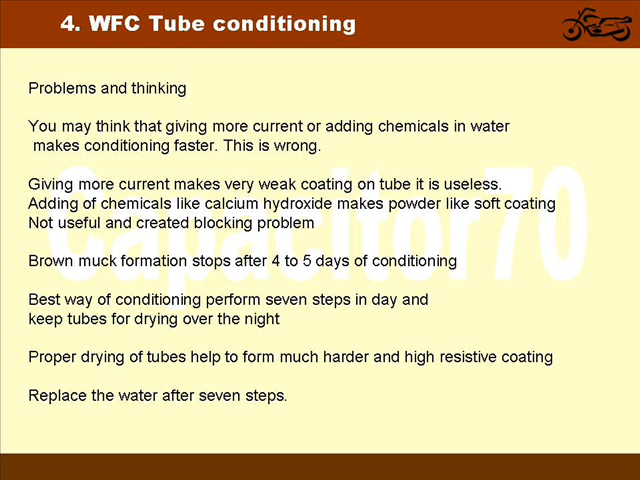 4. WFC Tube conditioning
Problems and thinking
You may think that giving more current or adding chemicals in water
makes conditioning faster. This is wrong.
Giving more current makes very weak coating on tube it is useless.
Adding of chemicals like calcium hydroxide makes powder like soft coating
Not useful and created blocking problem
Capacitor70
Brown muck formation stops after 4 to 5 days of conditioning
Best way of conditioning perform seven steps in day and
keep tubes for drying over the night
Proper drying of tubes help to form much harder and high resistive coating
Replace the water after seven steps.